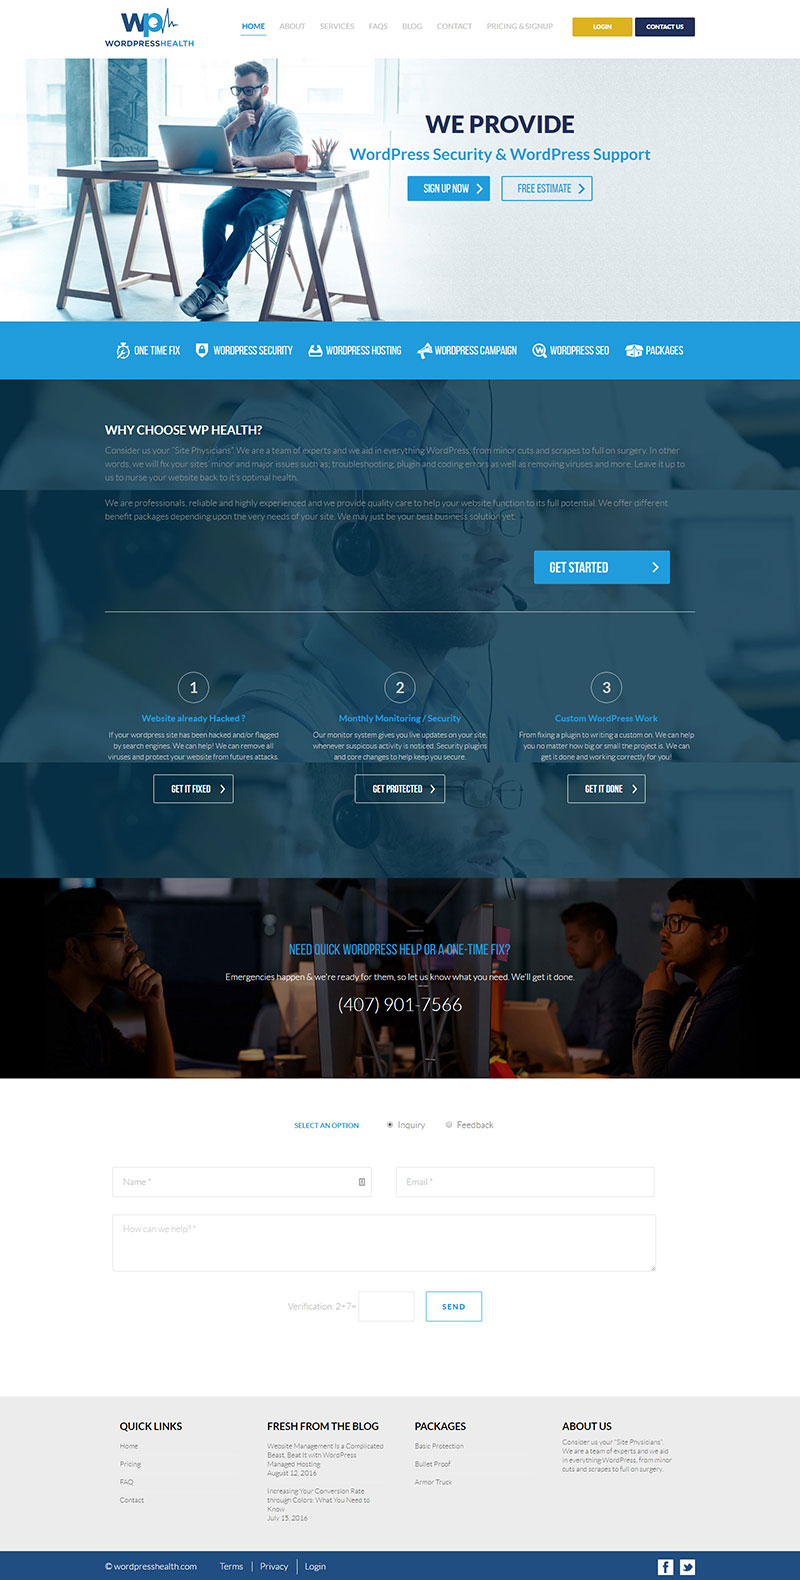 wp
WORDPRESSHEALTH
HOME ABOUT SERVICES FAQS BLOG CONTACT PRICING & SIGNUP
LOGIN CONTACT US
WE PROVIDE
WordPress Security & WordPress Support
SIGN UP NOW FREE ESTIMATE
ONE TIME FIX WORDPRESS SECURITY WORDPRESS HOSTING WORDPRESS CAMPAIGN WORDPRESS SEO PACKAGES
WHY CHOOSE WP HEALTH?
Consider us your "Site Physicians". We are a team of experts and we aid in everything WordPress, from minor cuts and scrapes to full on surgery. In other
words, we will fix your sites' minor and major issues such as; troubleshooting, plugin and coding errors as well as removing viruses and more. Leave it up to
us to nurse your website back to it's optimal health.
We are professionals, reliable and highly experienced and we provide quality care to help your website function to its full potential. We offer different
benefit packages depending upon the very needs of your site. We may just be your best business solution yet.
GET STARTED
1
Website already Hacked ?
If your wordpress site has been hacked and/or flagged
by search engines. We can help! We can remove all
viruses and protect your website from futures attacks.
GET IT FIXED
2
Monthly Monitoring / Security
Our monitor system gives you live updates on your site,
whenever suspicous activity is noticed. Security plugins
and core changes to help keep you secure.
GET PROTECTED
3
Custom WordPress Work
From fixing a plugin to writing a custom on. We can help
you no matter how big or small the project is. We can
get it done and working correctly for you!
GET IT DONE
NEED QUICK WORDPRESS HELP OR A ONE-TIME FIX?
Emergencies happen & we're ready for them, so let us know what you need. We'll get it done.
(407) 901-7566
SELECT AN OPTION Inquiry Feedback
Name * Email *
How can we help? *
Verification: 2+7= SEND
QUICK LINKS
Home
Pricing
FAQ
Contact
FRESH FROM THE BLOG
Website Management Is a Complicated
Beast, Beat It with WordPress
Managed Hosting
August 12, 2016
Increasing Your Conversion Rate
through Colors: What You Need to
Know
July 15, 2016
PACKAGES
Basic Protection
Bullet Proof
Armor Truck
ABOUT US
Consider us your "Site Physicians".
We are a team of experts and we aid
in everything WordPress, from minor
cuts and scrapes to full on surgery.
© wordpresshealth.com Terms | Privacy | Login